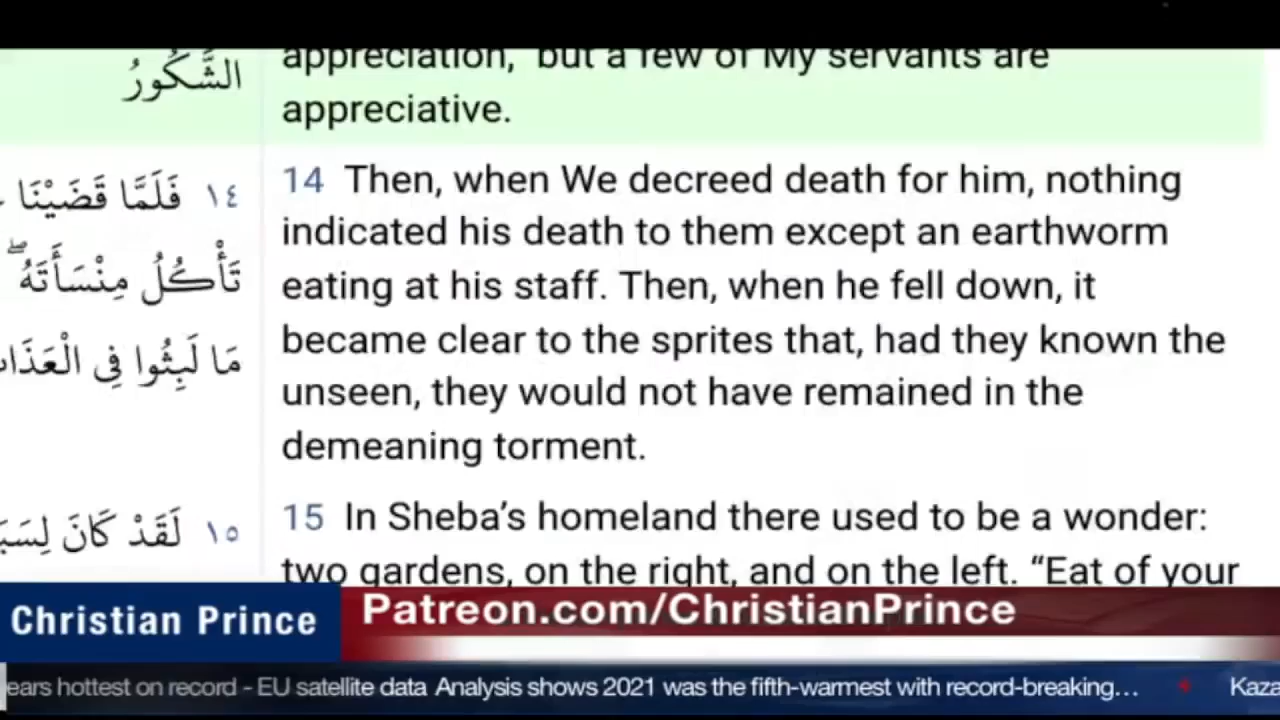 appreciation," but a few of My servants are
appreciative.
الشَّكُورُ
14 Then, when We decreed death for him, nothing
indicated his death to them except an earthworm
eating at his staff. Then, when he fell down, it
became clear to the sprites that, had they known the
unseen, they would not have remained in the
demeaning torment.
١٤ فَلَمَّا قَضَيْنَا
تَأْكُلُ مِنْسَأَتَهُ ۖ
مَا لَبِثُوا فِي الْعَذَا
15 In Sheba's homeland there used to be a wonder:
two gardens, on the right, and on the left. “Eat of your
١٥ لَقَدْ كَانَ لِسَبَ
Christian Prince
Patreon.com/ChristianPrince
ears hottest on record - EU satellite data Analysis shows 2021 was the fifth-warmest with record-breaking... Kaza